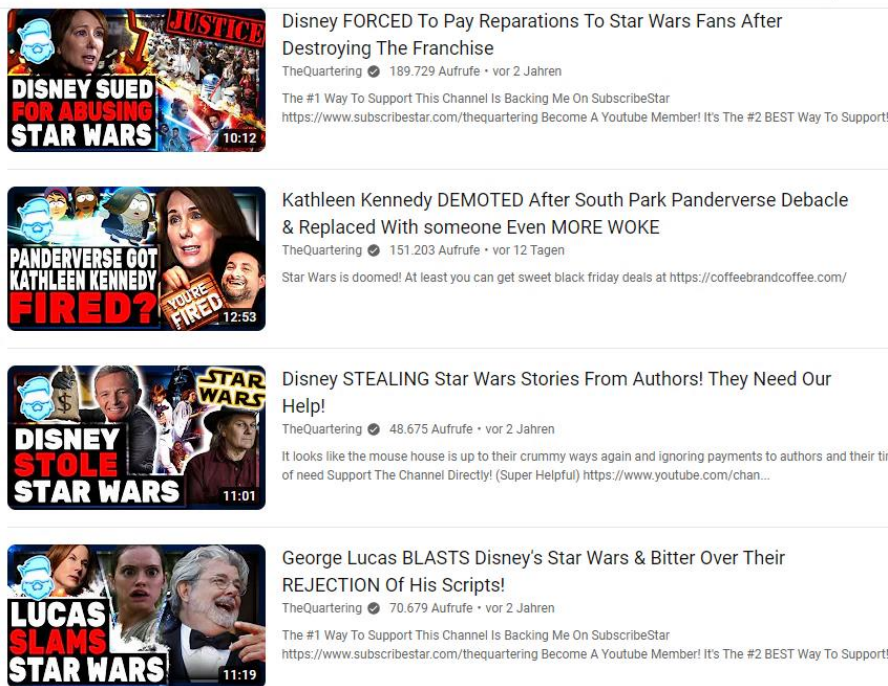 JUSTICE
DISNEY SUED
FOR ABUSING
STAR WARS
10:12
Disney FORCED To Pay Reparations To Star Wars Fans After
Destroying The Franchise
TheQuartering 189.729 Aufrufe • vor 2 Jahren
The #1 Way To Support This Channel Is Backing Me On SubscribeStar
https://www.subscribestar.com/thequartering Become A Youtube Member! It's The #2 BEST Way To Support!
PANDERVERSE GOT
KATHLEEN KENNEDY
FIRED?
YOU'RE
FIRED
12:53
Kathleen Kennedy DEMOTED After South Park Panderverse Debacle
& Replaced With someone Even MORE WOKE
TheQuartering 151.203 Aufrufe • vor 12 Tagen
Star Wars is doomed! At least you can get sweet black friday deals at https://coffeebrandcoffee.com/
$
STAR
WARS
DISNEY
STOLE
STAR WARS
11:01
Disney STEALING Star Wars Stories From Authors! They Need Our
Help!
TheQuartering 48.675 Aufrufe • vor 2 Jahren
It looks like the mouse house is up to their crummy ways again and ignoring payments to authors and their tin
of need Support The Channel Directly! (Super Helpful) https://www.youtube.com/chan...
LUCAS
SLAMS
STAR WARS
11:19
George Lucas BLASTS Disney's Star Wars & Bitter Over Their
REJECTION Of His Scripts!
TheQuartering 70.679 Aufrufe • vor 2 Jahren
The #1 Way To Support This Channel Is Backing Me On SubscribeStar
https://www.subscribestar.com/thequartering Become A Youtube Member! It's The #2 BEST Way To Support!